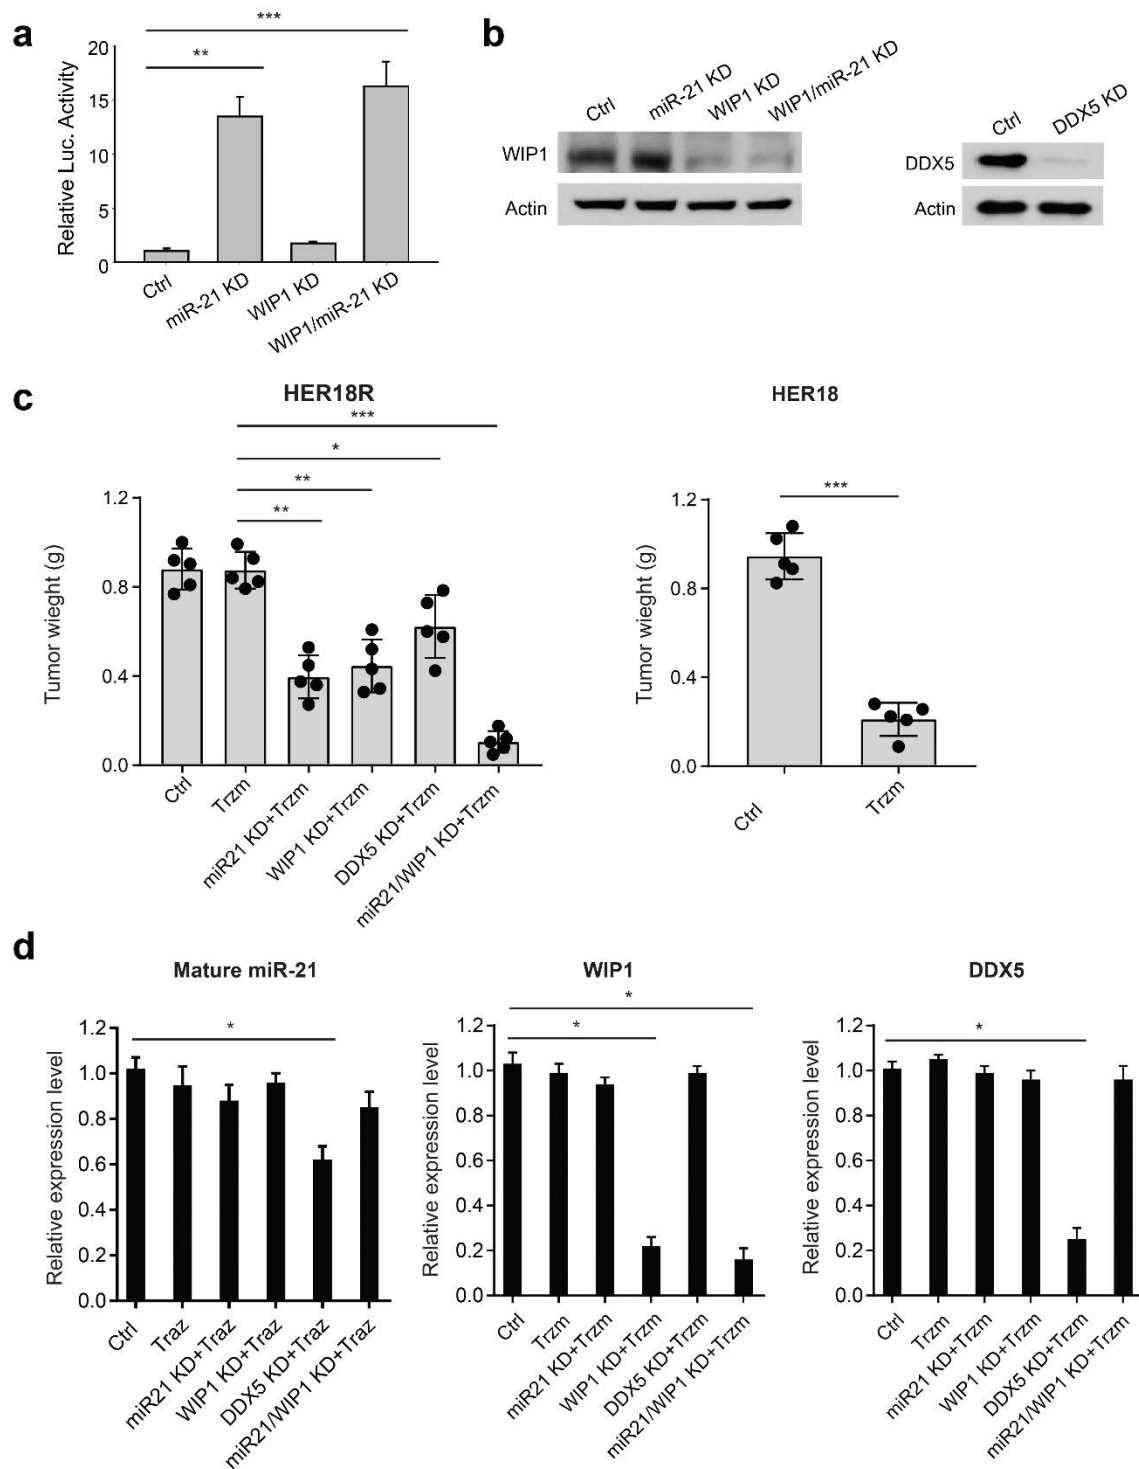 a
***
**
Relative Luc. Activity
20
15
10
5
0
Ctrl
miR-21 KD
WIP1 KD
WIP1/miR-21 KD
b
Ctrl
miR-21 KD
WIP1 KD
WIP1/miR-21 KD
WIP1
Actin
Ctrl
DDX5 KD
DDX5
Actin
c
HER18R
***
*
**
**
Tumor wieght (g)
1.2
0.8
0.4
0.0
Ctrl
Trzm
miR21 KD+Trzm
WIP1 KD+Trzm
DDX5 KD+Trzm
miR21/WIP1 KD+Trzm
HER18
***
Tumor wieght (g)
1.2
0.8
0.4
0.0
Ctrl
Trzm
d
Mature miR-21
*
Relative expression level
1.2
1.0
0.8
0.6
0.4
0.2
0.0
Ctrl
Traz
miR21 KD+Traz
WIP1 KD+Traz
DDX5 KD+Traz
miR21/WIP1 KD+Traz
WIP1
*
*
Relative expression level
1.2
1.0
0.8
0.6
0.4
0.2
0.0
Ctrl
Trzm
miR21 KD+Trzm
WIP1 KD+Trzm
DDX5 KD+Trzm
miR21/WIP1 KD+Trzm
DDX5
*
Relative expression level
1.2
1.0
0.8
0.6
0.4
0.2
0.0
Ctrl
Trzm
miR21 KD+Trzm
WIP1 KD+Trzm
DDX5 KD+Trzm
miR21/WIP1 KD+Trzm